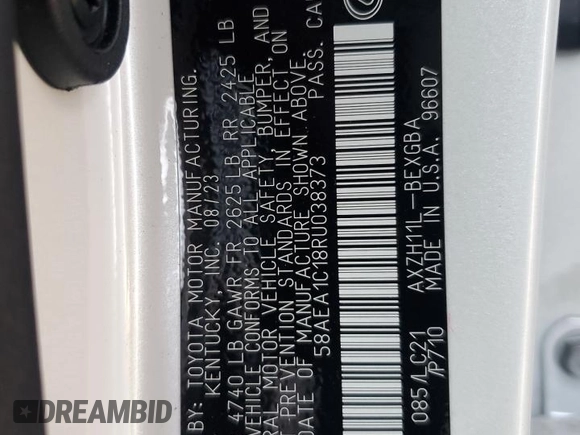 BY: TOYOTA MOTOR MANUFACTURING,
KENTUCKY, INC. 08/23
4740 LB GAWR FR 2625 LB RR 2425 LB
VEHICLE CONFORMS TO ALL APPLICABLE
RAL MOTOR VEHICLE SAFETY, BUMPER, AND
T PREVENTION STANDARDS IN EFFECT ON
DATE OF MANUFACTURE SHOWN ABOVE.
58AEA1C18RU038373 PASS. CA
085/LC21 AXZH11L-BEXGBA
/P710 MADE IN U.S.A. 96607
DREAMBID